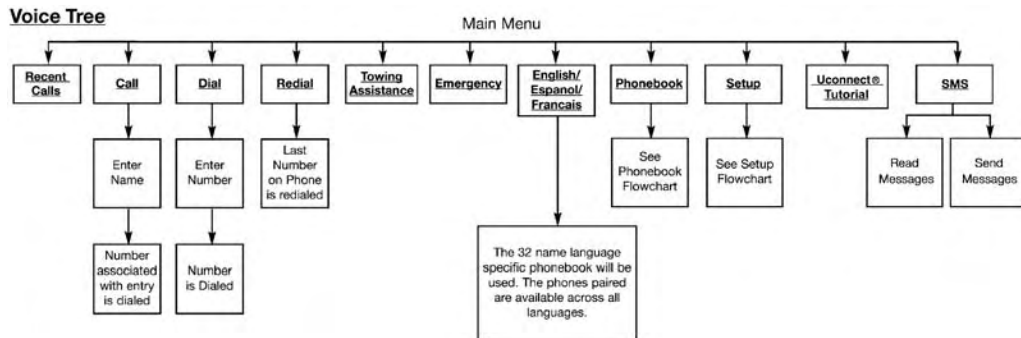 Voice Tree
Main Menu
Recent
Calls
Call
Dial
Redial
Towing
Assistance
Emergency
English/
Espanol/
Francais
Phonebook
Setup
Uconnect®
Tutorial
SMS
Enter
Name
Enter
Number
Last
Number
on Phone
is redialed
See
Phonebook
Flowchart
See Setup
Flowchart
Read
Messages
Send
Messages
Number
associated
with entry
is dialed
Number
is Dialed
The 32 name language
specific phonebook will be
used. The phones paired
are available across all
languages.